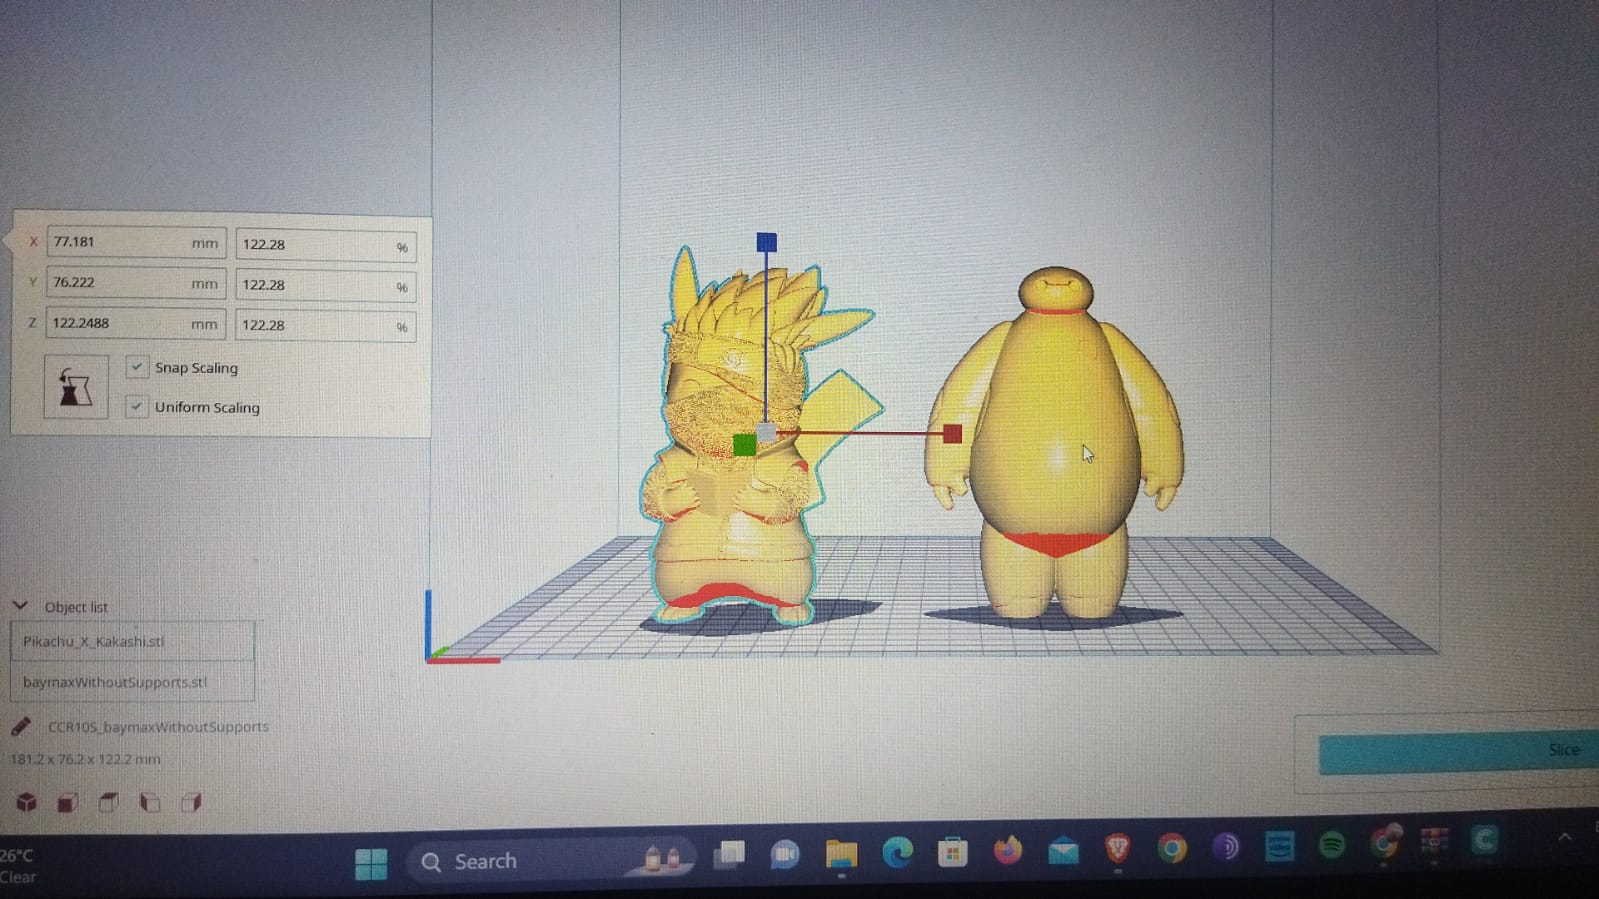 X 77.181 mm 122.28 %
Y 76.222 mm 122.28 %
Z 122.2488 mm 122.28 %
Snap Scaling
Uniform Scaling
Object list
Pikachu_X_Kakashi.stl
baymaxWithoutSupports.stl
CCR10S_baymaxWithoutSupports
181.2 x 76.2 x 122.2 mm
Slice
26°C
Clear
Search